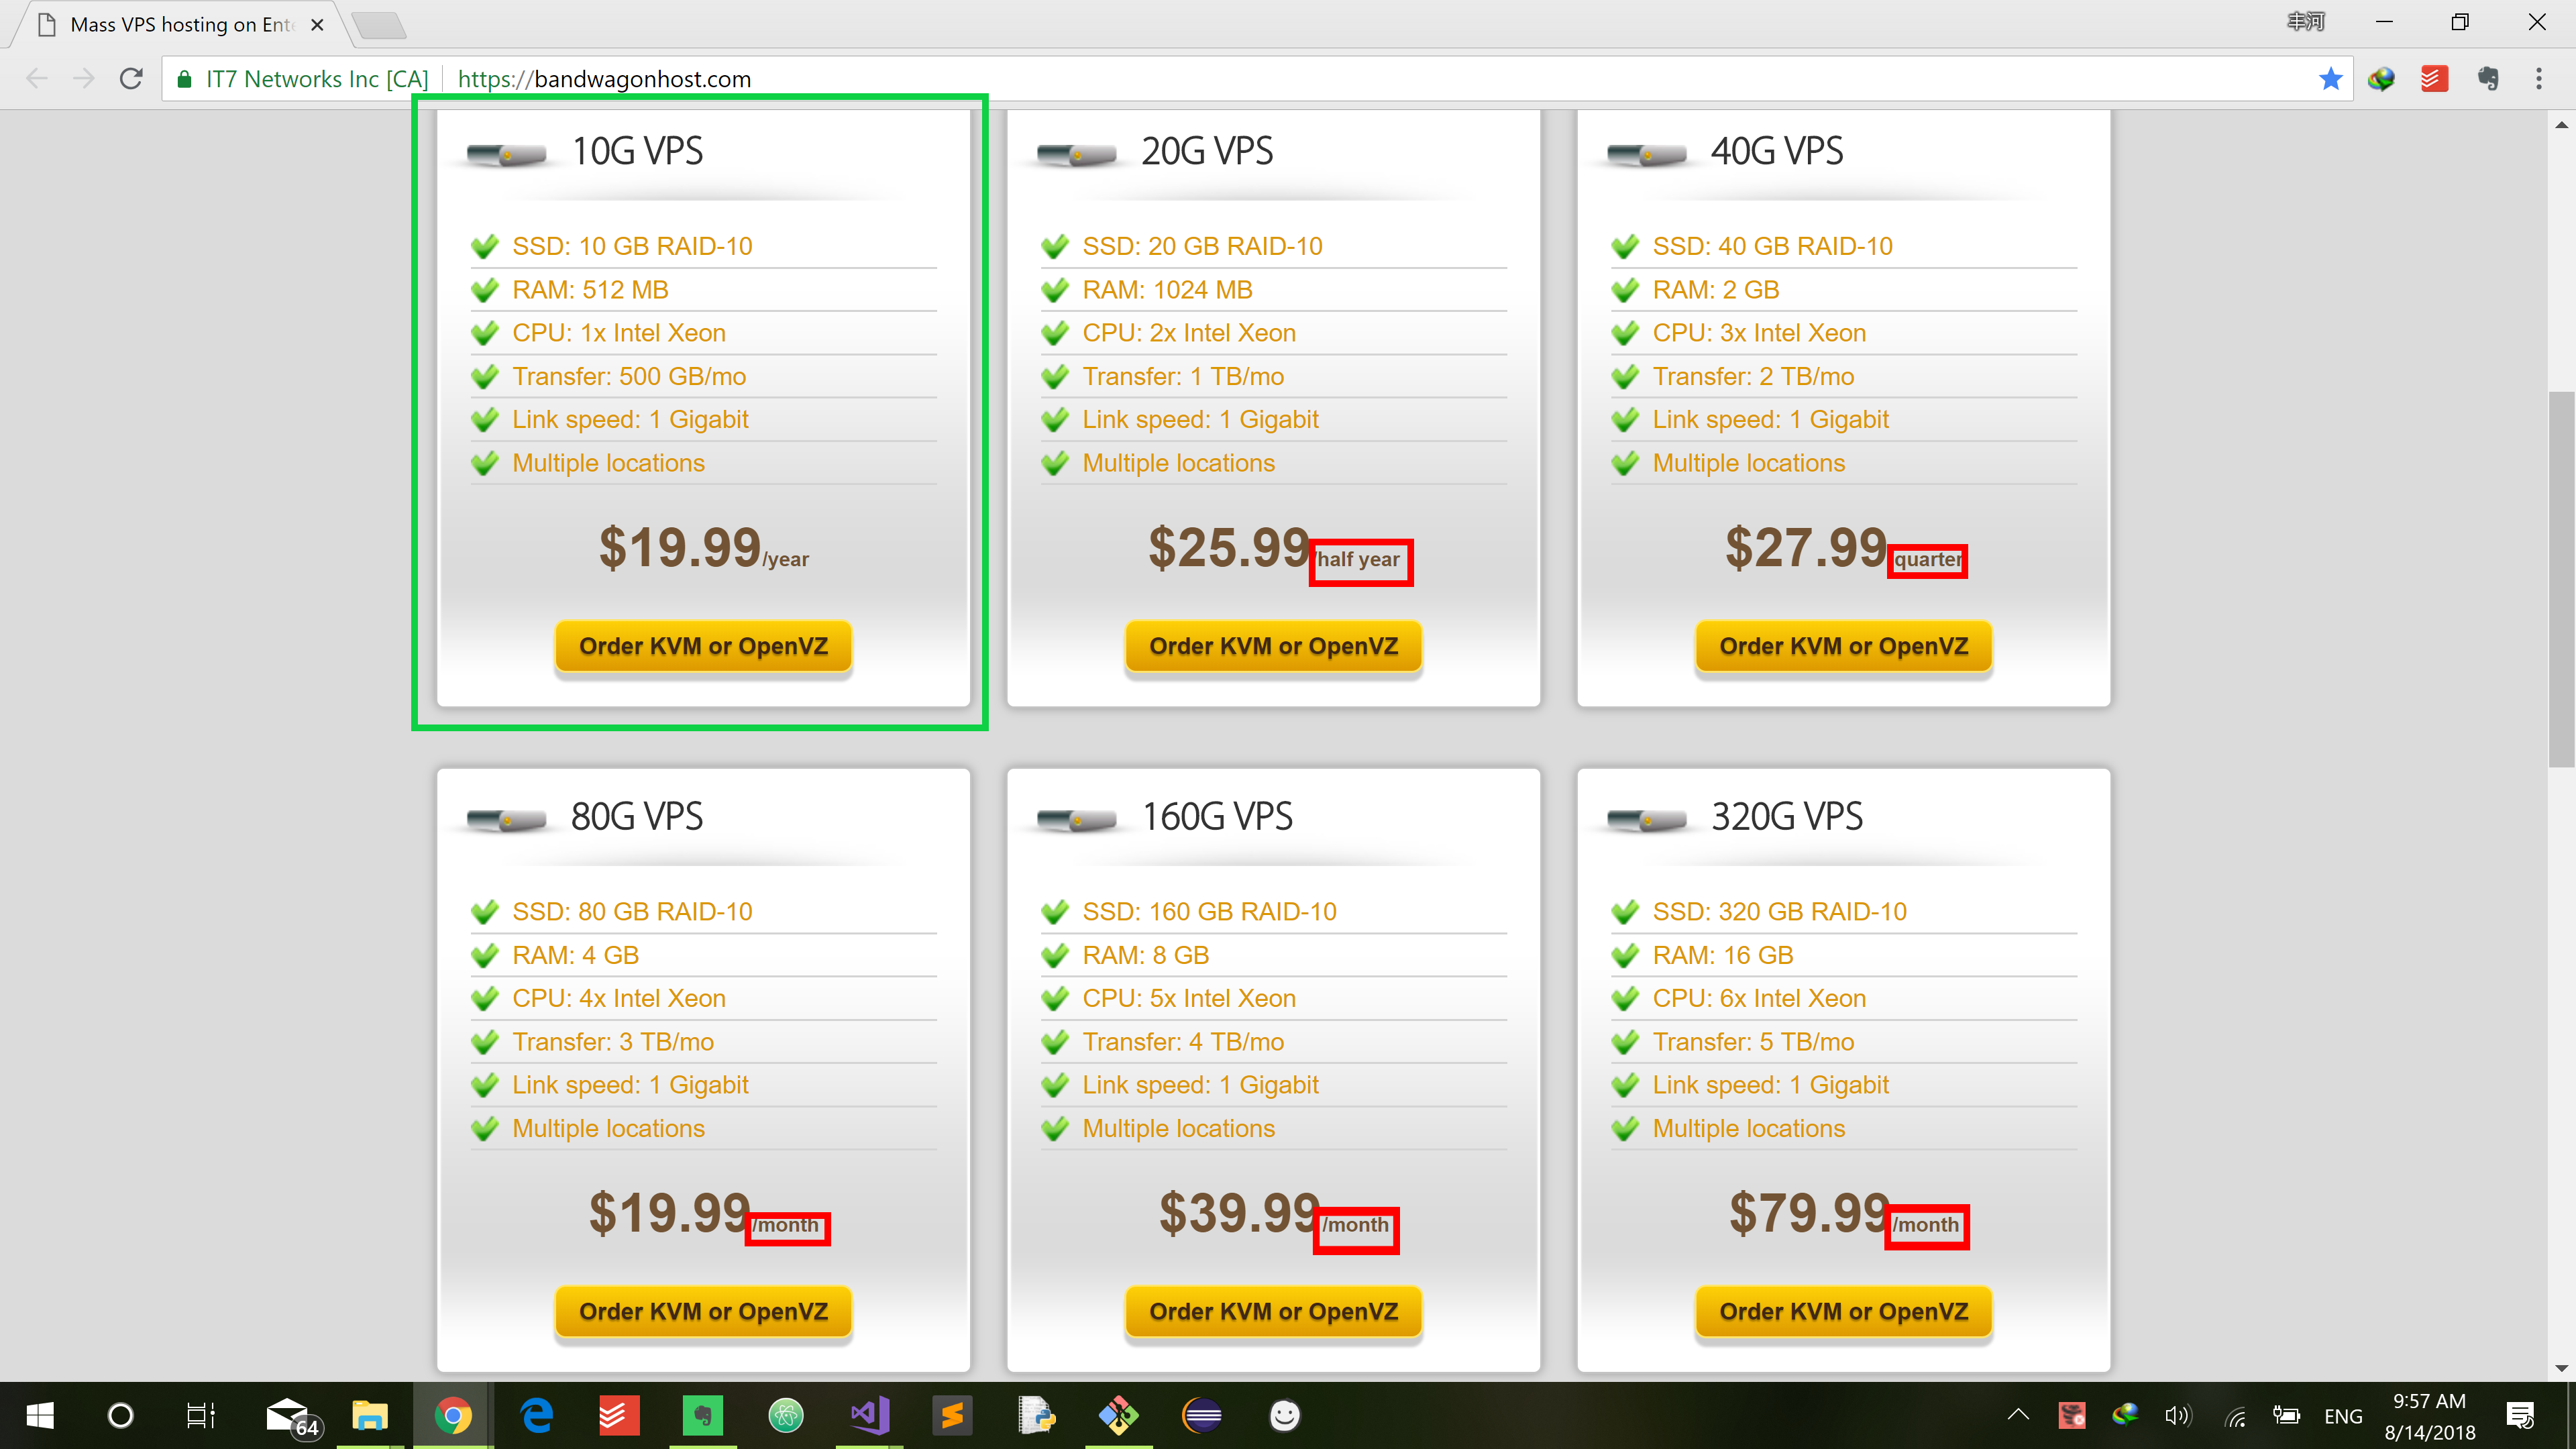 Mass VPS hosting on Ente
丰河
IT7 Networks Inc [CA]
https://bandwagonhost.com
10G VPS
SSD: 10 GB RAID-10
RAM: 512 MB
CPU: 1x Intel Xeon
Transfer: 500 GB/mo
Link speed: 1 Gigabit
Multiple locations
$19.99/year
Order KVM or OpenVZ
20G VPS
SSD: 20 GB RAID-10
RAM: 1024 MB
CPU: 2x Intel Xeon
Transfer: 1 TB/mo
Link speed: 1 Gigabit
Multiple locations
$25.99/half year
Order KVM or OpenVZ
40G VPS
SSD: 40 GB RAID-10
RAM: 2 GB
CPU: 3x Intel Xeon
Transfer: 2 TB/mo
Link speed: 1 Gigabit
Multiple locations
$27.99quarter
Order KVM or OpenVZ
80G VPS
SSD: 80 GB RAID-10
RAM: 4 GB
CPU: 4x Intel Xeon
Transfer: 3 TB/mo
Link speed: 1 Gigabit
Multiple locations
$19.99/month
Order KVM or OpenVZ
160G VPS
SSD: 160 GB RAID-10
RAM: 8 GB
CPU: 5x Intel Xeon
Transfer: 4 TB/mo
Link speed: 1 Gigabit
Multiple locations
$39.99/month
Order KVM or OpenVZ
320G VPS
SSD: 320 GB RAID-10
RAM: 16 GB
CPU: 6x Intel Xeon
Transfer: 5 TB/mo
Link speed: 1 Gigabit
Multiple locations
$79.99/month
Order KVM or OpenVZ
64
ENG
9:57 AM
8/14/2018